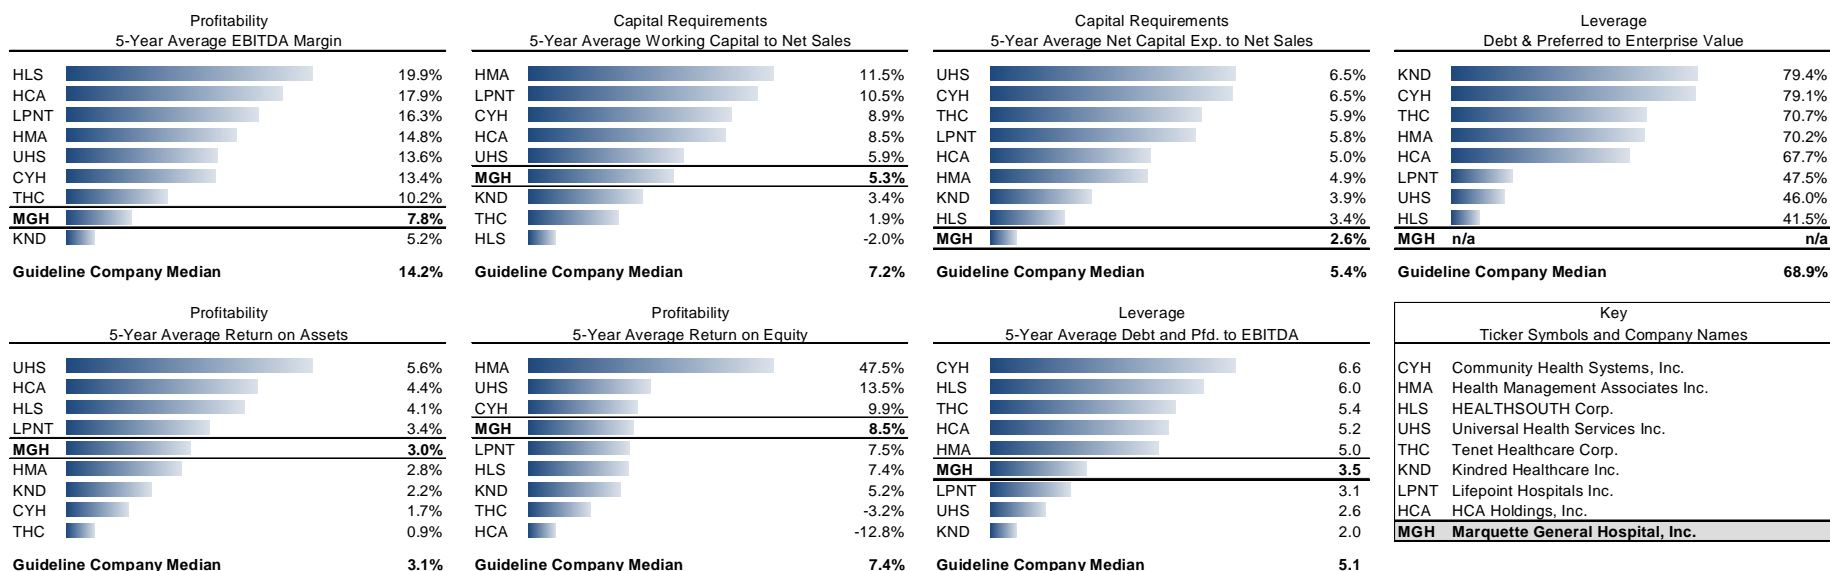 Profitability
5-Year Average EBITDA Margin
HLS 19.9%
HCA 17.9%
LPNT 16.3%
HMA 14.8%
UHS 13.6%
CYH 13.4%
THC 10.2%
MGH 7.8%
KND 5.2%
Guideline Company Median 14.2%
Capital Requirements
5-Year Average Working Capital to Net Sales
HMA 11.5%
LPNT 10.5%
CYH 8.9%
HCA 8.5%
UHS 5.9%
MGH 5.3%
KND 3.4%
THC 1.9%
HLS -2.0%
Guideline Company Median 7.2%
Capital Requirements
5-Year Average Net Capital Exp. to Net Sales
UHS 6.5%
CYH 6.5%
THC 5.9%
LPNT 5.8%
HCA 5.0%
HMA 4.9%
KND 3.9%
HLS 3.4%
MGH 2.6%
Guideline Company Median 5.4%
Leverage
Debt & Preferred to Enterprise Value
KND 79.4%
CYH 79.1%
THC 70.7%
HMA 70.2%
HCA 67.7%
LPNT 47.5%
UHS 46.0%
HLS 41.5%
MGH n/a n/a
Guideline Company Median 68.9%
Profitability
5-Year Average Return on Assets
UHS 5.6%
HCA 4.4%
HLS 4.1%
LPNT 3.4%
MGH 3.0%
HMA 2.8%
KND 2.2%
CYH 1.7%
THC 0.9%
Guideline Company Median 3.1%
Profitability
5-Year Average Return on Equity
HMA 47.5%
UHS 13.5%
CYH 9.9%
MGH 8.5%
LPNT 7.5%
HLS 7.4%
KND 5.2%
THC -3.2%
HCA -12.8%
Guideline Company Median 7.4%
Leverage
5-Year Average Debt and Pfd. to EBITDA
CYH 6.6
HLS 6.0
THC 5.4
HCA 5.2
HMA 5.0
MGH 3.5
LPNT 3.1
UHS 2.6
KND 2.0
Guideline Company Median 5.1
Key
Ticker Symbols and Company Names
CYH Community Health Systems, Inc.
HMA Health Management Associates Inc.
HLS HEALTHSOUTH Corp.
UHS Universal Health Services Inc.
THC Tenet Healthcare Corp.
KND Kindred Healthcare Inc.
LPNT Lifepoint Hospitals Inc.
HCA HCA Holdings, Inc.
MGH Marquette General Hospital, Inc.